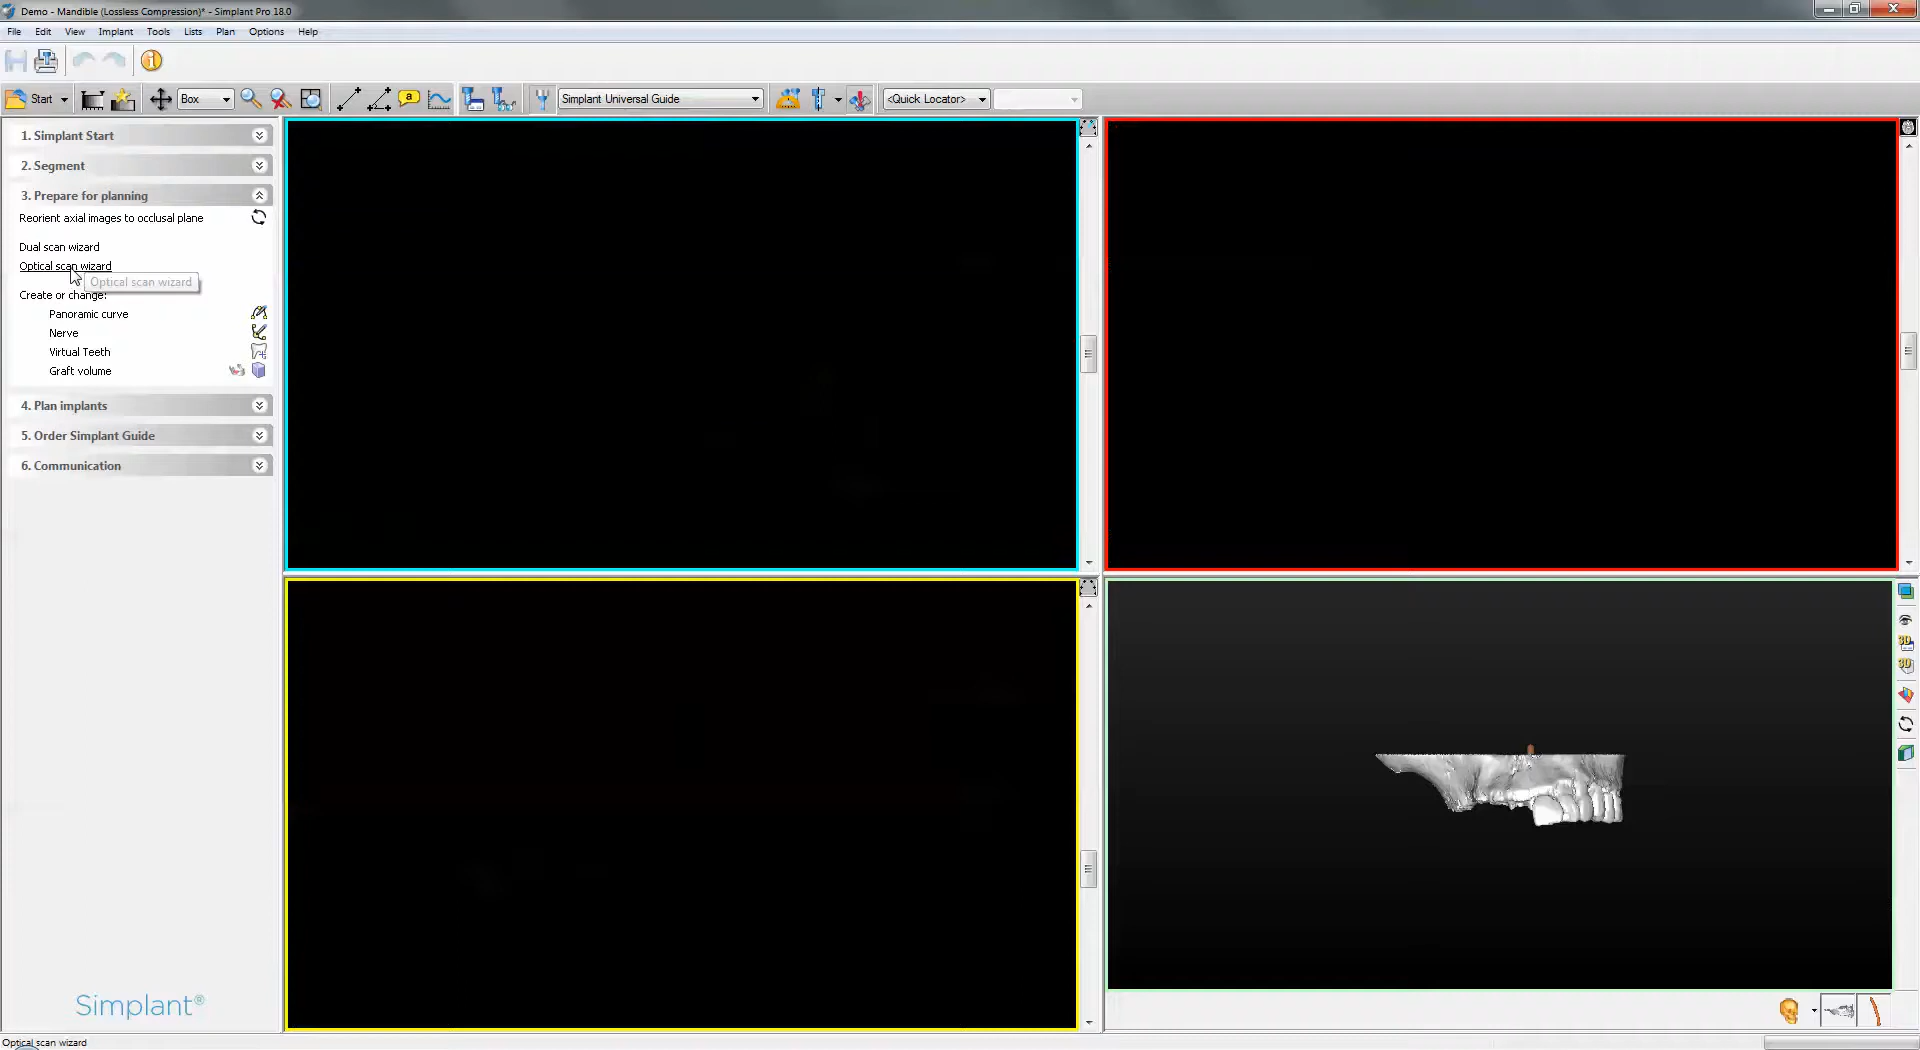 Demo - Mandible (Lossless Compression)* - Simplant Pro 18.0
File Edit View Implant Tools Lists Plan Options Help
Start Box Simplant Universal Guide <Quick Locator>
1. Simplant Start
2. Segment
3. Prepare for planning
Reorient axial images to occlusal plane
Dual scan wizard
Optical scan wizard
Optical scan wizard
Create or change:
Panoramic curve
Nerve
Virtual Teeth
Graft volume
4. Plan implants
5. Order Simplant Guide
6. Communication
3D
3D
Simplant®
Optical scan wizard